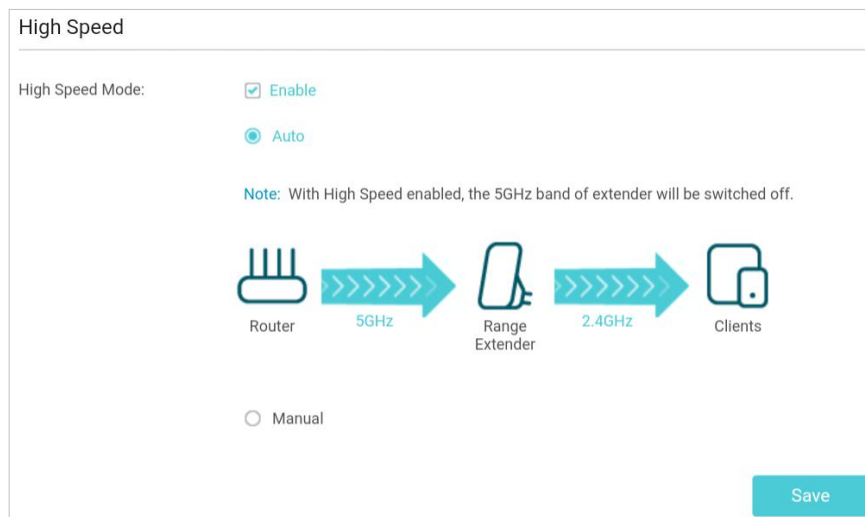 High Speed
High Speed Mode:
Enable
Auto
Note: With High Speed enabled, the 5GHz band of extender will be switched off.
Router
5GHz
Range
Extender
2.4GHz
Clients
Manual
Save